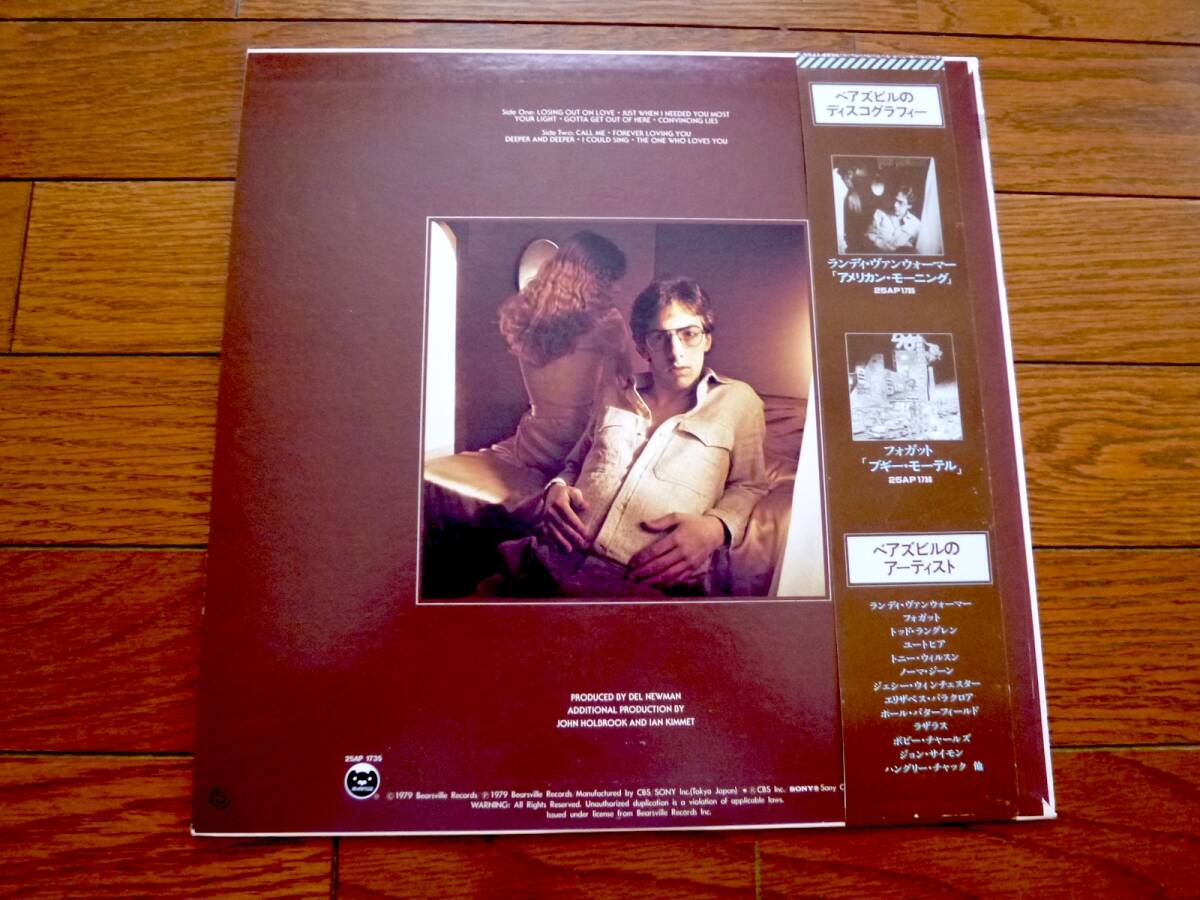 Side One: LOSING OUT ON LOVE • JUST WHEN I NEEDED YOU MOST
YOUR LIGHT • GOTTA GET OUT OF HERE • CONVINCING LIES
Side Two: CALL ME • FOREVER LOVING YOU
DEEPER AND DEEPER • I COULD SING • THE ONE WHO LOVES YOU
PRODUCED BY DEL NEWMAN
ADDITIONAL PRODUCTION BY
JOHN HOLBROOK AND IAN KIMMET
25AP 1735
©1979 Bearsville Records ℗1979 Bearsville Records Manufactured by CBS/SONY Inc.(Tokyo Japan) • ®CBS Inc. SONY® Sony C
WARNING: All Rights Reserved. Unauthorized duplication is a violation of applicable laws.
Issued under license from Bearsville Records Inc.
ベアズビルの
ディスコグラフィー
ランディ・ヴァンウォーマー
「アメリカン・モーニング」
25AP
フォガット
「ブギー・モーテル」
25AP
ベアズビルの
アーティスト
ランディ・ヴァンウォーマー
フォガット
トッド・ラングレン
ユートピア
トニー・ウィルスン
ノーマ・ジーン
ジェシー・ウィンチェスター
エリザベス・バラクロア
ポール・バターフィールド
ラザラス
ボビー・チャールズ
ジョン・サイモン
ハングリー・チャック 他